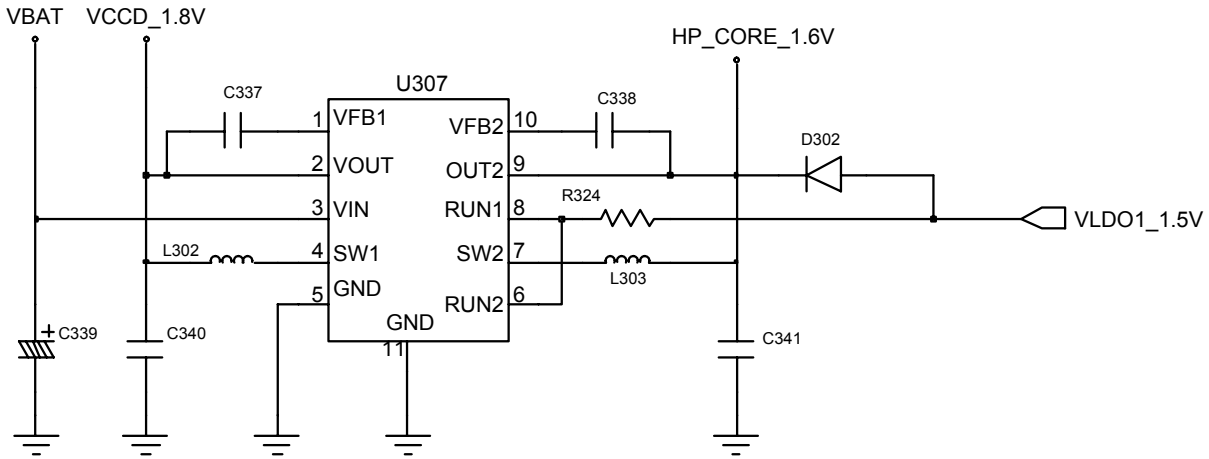 VBAT VCCD_1.8V
HP_CORE_1.6V
U307
C337
C338
1 VFB1
VFB2 10
D302
2 VOUT
OUT2 9
R324
3 VIN
RUN1 8
VLDO1_1.5V
L302
4 SW1
SW2 7
L303
5 GND
RUN2 6
GND
11
+ C339
C340
C341